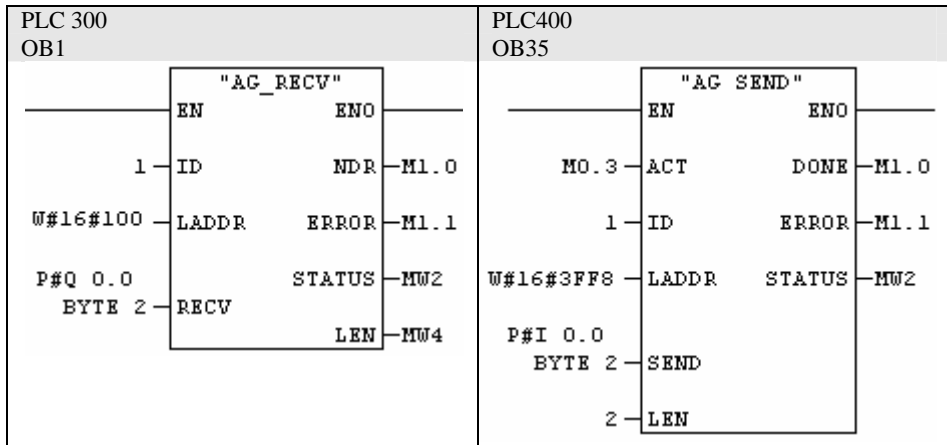 PLC 300
OB1
PLC400
OB35
"AG_RECV"
EN ENO
1 ID NDR M1.0
W#16#100 LADDR ERROR M1.1
P#Q 0.0 STATUS MW2
BYTE 2 RECV
LEN MW4
"AG SEND"
EN ENO
M0.3 ACT DONE M1.0
1 ID ERROR M1.1
W#16#3FF8 LADDR STATUS MW2
P#I 0.0
BYTE 2 SEND
2 LEN